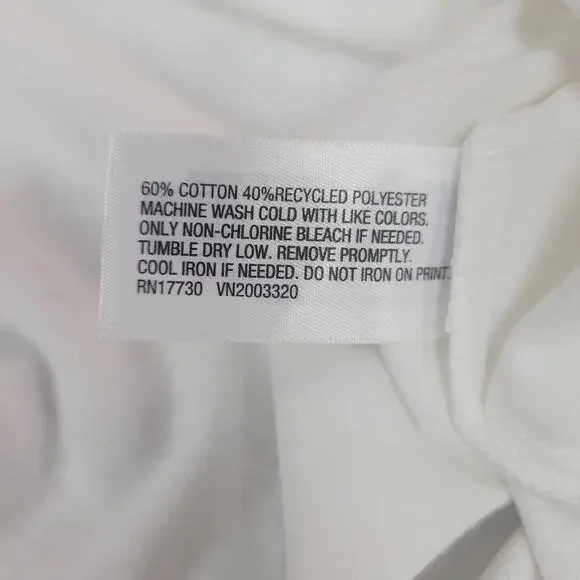 60% COTTON 40%RECYCLED POLYESTER
MACHINE WASH COLD WITH LIKE COLORS.
ONLY NON-CHLORINE BLEACH IF NEEDED.
TUMBLE DRY LOW. REMOVE PROMPTLY.
COOL IRON IF NEEDED. DO NOT IRON ON PRINT.
RN17730 VN2003320